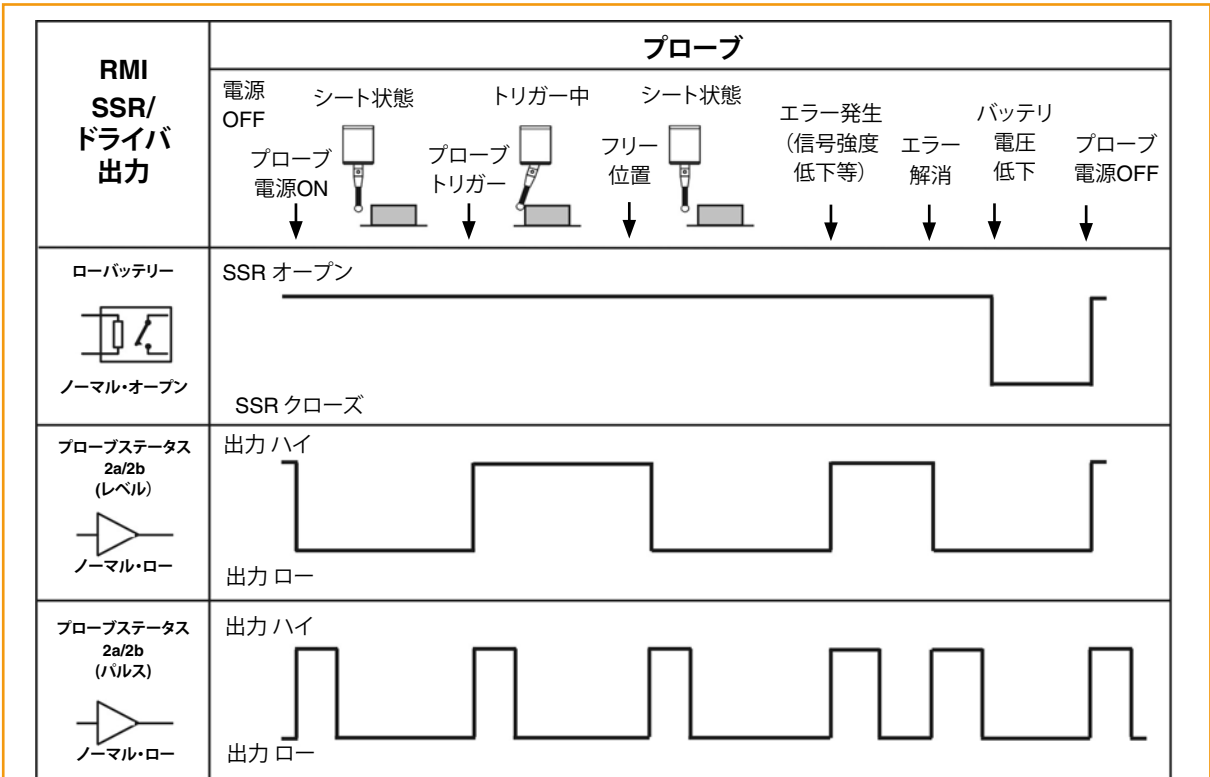 RMI
SSR/
ドライバ
出力
プローブ
電源
OFF
シート状態
トリガー中
シート状態
プローブ
電源ON
プローブ
トリガー
フリー
位置
エラー発生
（信号強度
低下等）
エラー
解消
バッテリ
電圧
低下
プローブ
電源OFF
ローバッテリー
ノーマル・オープン
SSR オープン
SSR クローズ
プローブステータス
2a/2b
(レベル）
ノーマル・ロー
出力 ハイ
出力 ロー
プローブステータス
2a/2b
(パルス)
ノーマル・ロー
出力 ハイ
出力 ロー